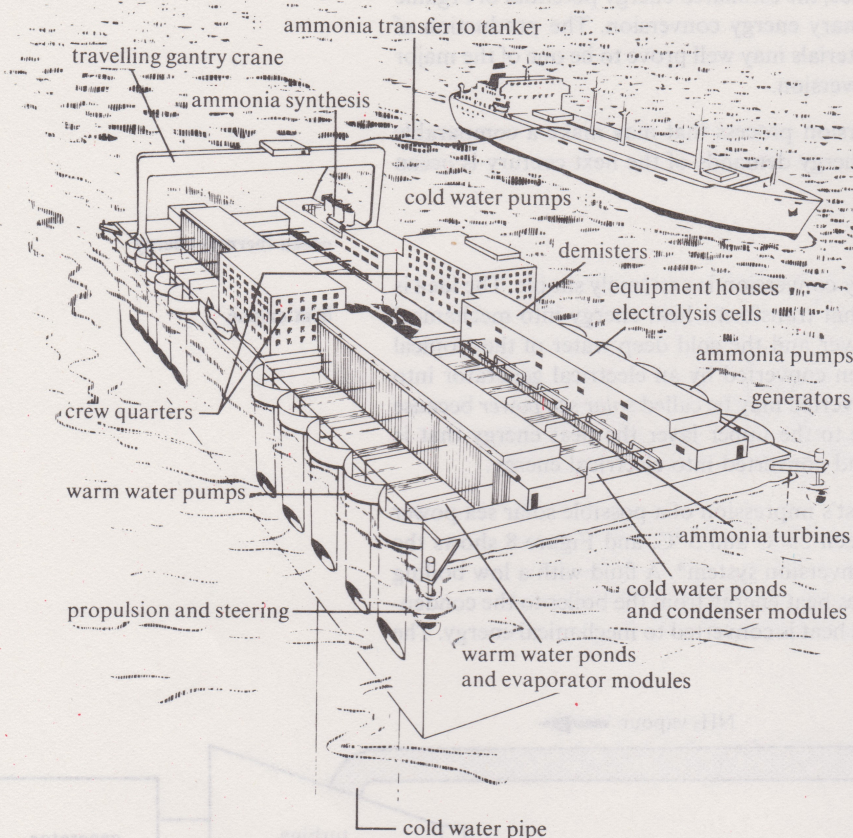 ammonia transfer to tanker
travelling gantry crane
ammonia synthesis
cold water pumps
demisters
equipment houses
electrolysis cells
ammonia pumps
generators
crew quarters
warm water pumps
ammonia turbines
cold water ponds
and condenser modules
propulsion and steering
warm water ponds
and evaporator modules
cold water pipe